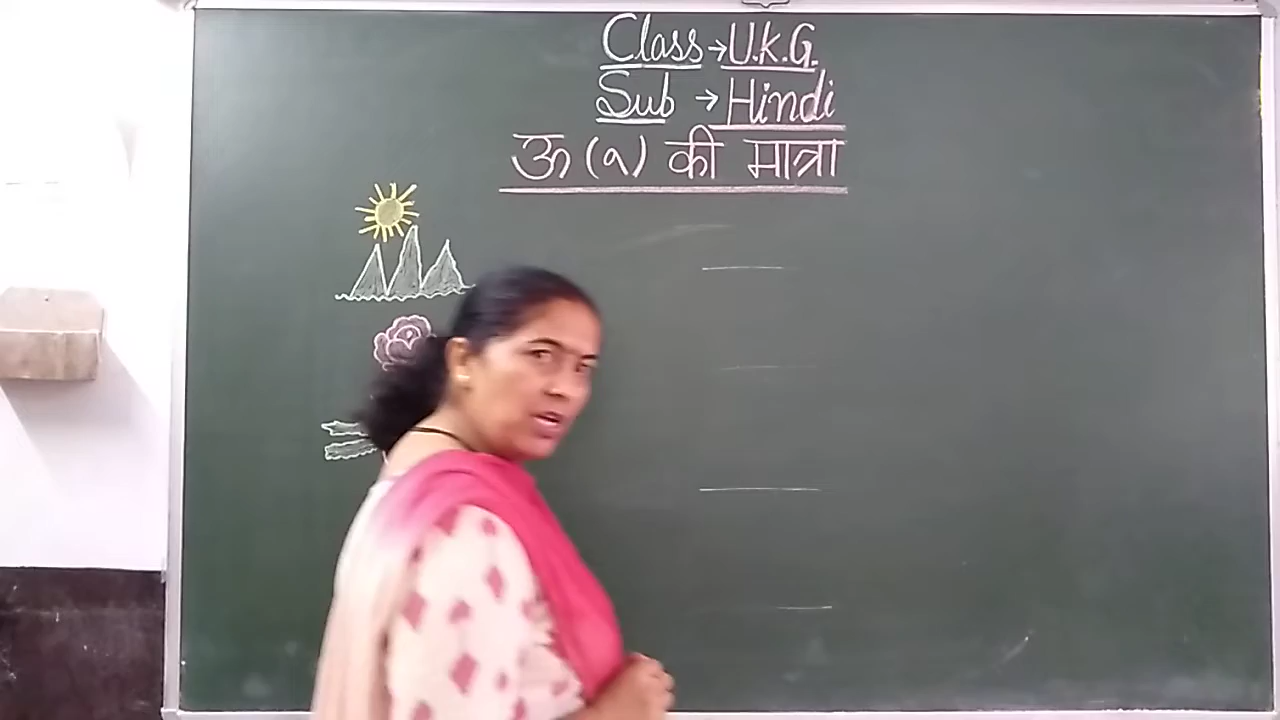 Class → U.K.G.
Sub → Hindi
ऊ (ू) की मात्रा